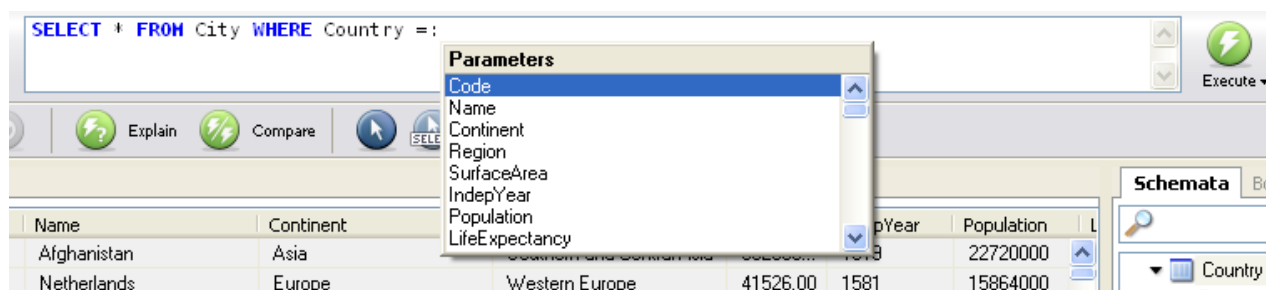 SELECT * FROM City WHERE Country =:
Execute
Parameters
Code
Name
Continent
Region
SurfaceArea
IndepYear
Population
LifeExpectancy
Explain Compare
Schemata
Name Continent Population L
Afghanistan Asia 22720000
Country
Netherlands Europe Western Europe 41526.00 1581 15864000